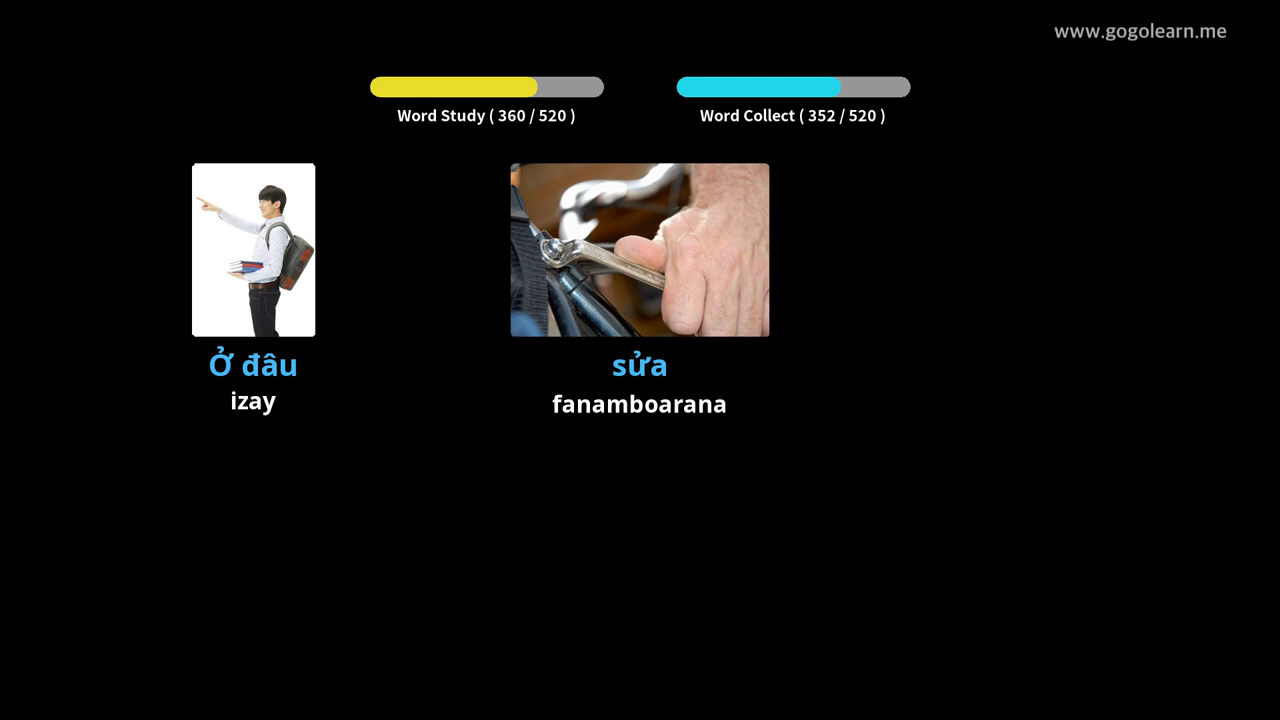 www.gogolearn.me
Word Study ( 360 / 520 )
Word Collect ( 352 / 520 )
Ở đâu
izay
sửa
fanamboarana